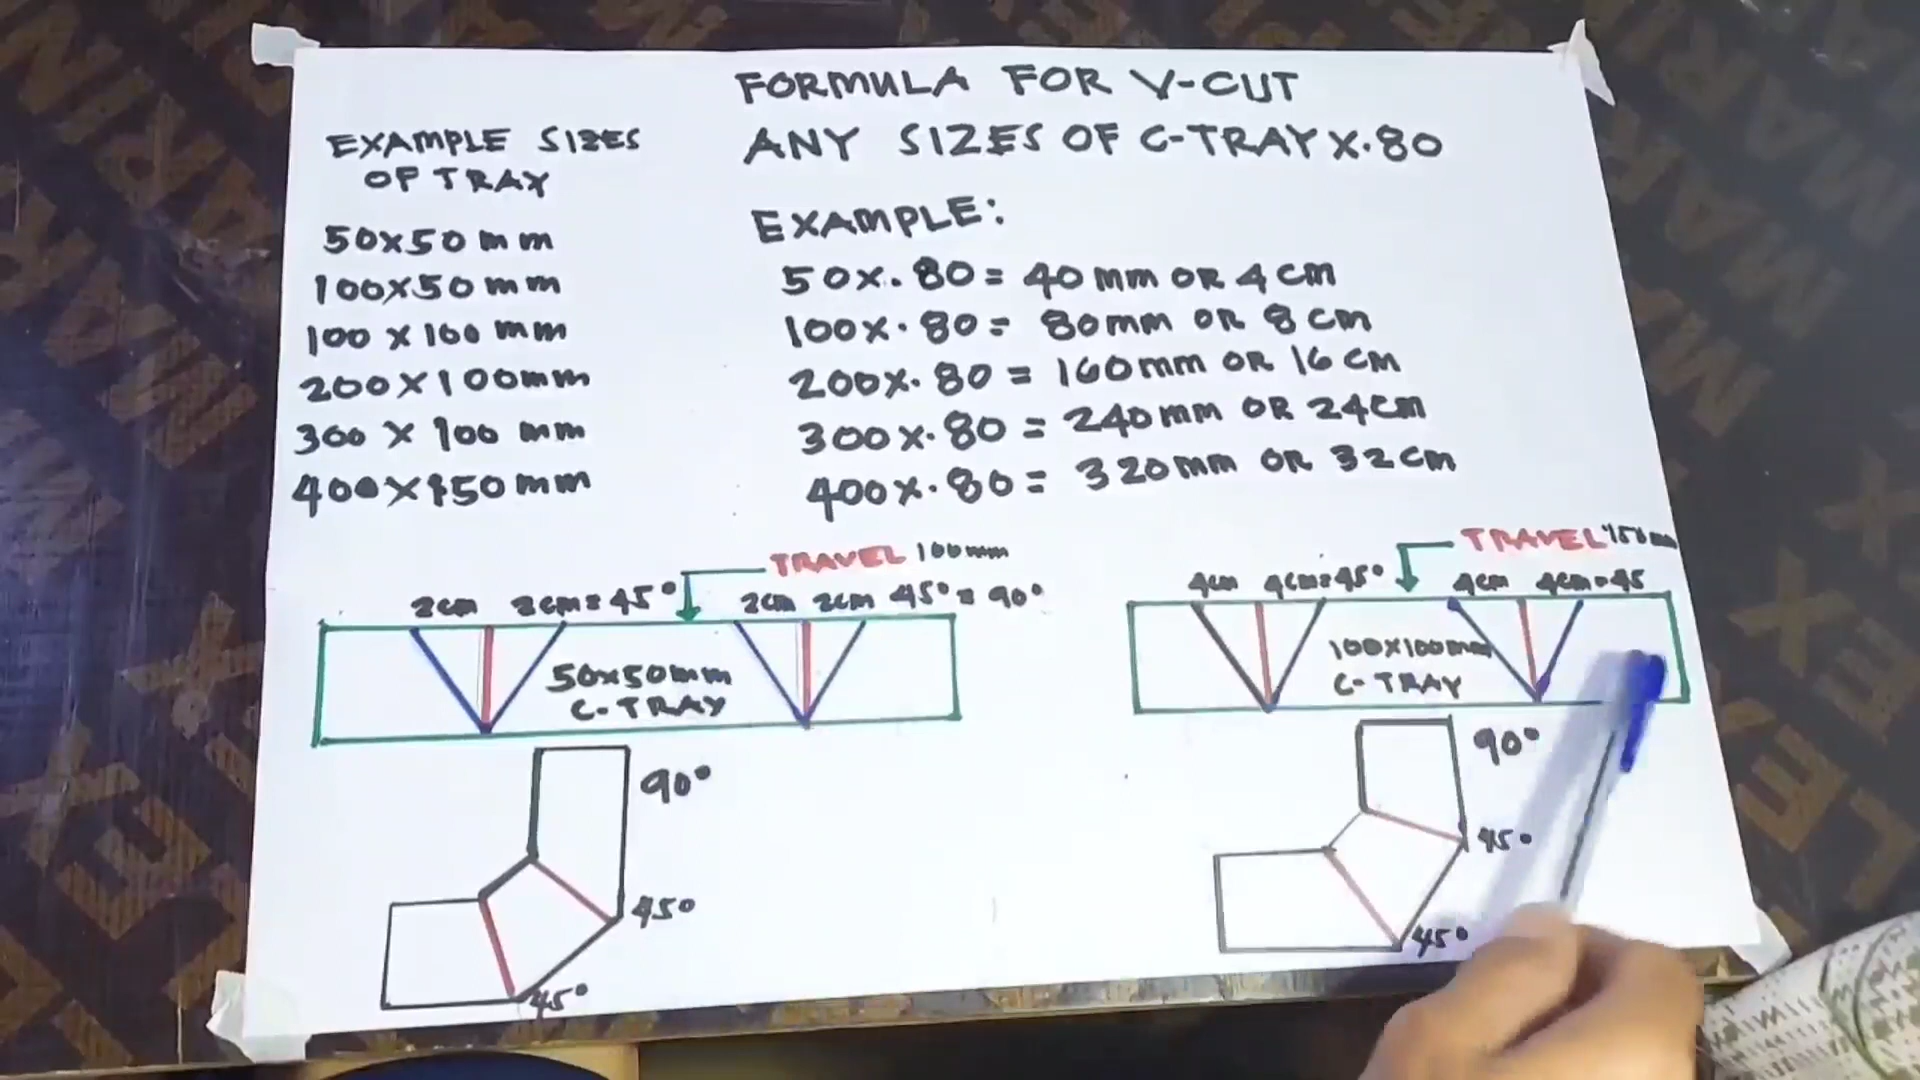 FORMULA FOR V-CUT
ANY SIZES OF C-TRAY X.80
EXAMPLE SIZES
OF TRAY
50x50mm
100x50mm
100x100mm
200x100mm
300x100mm
400x150mm
EXAMPLE:
50x.80= 40mm OR 4cm
100x.80= 80mm OR 8cm
200x.80= 160mm OR 16cm
300x.80= 240mm OR 24cm
400x.80= 320mm OR 32cm
TRAVEL 100mm
2cm 2cm=45° 2cm 2cm 45°=90°
50x50mm
C-TRAY
90°
45°
45°
TRAVEL 150mm
4cm 4cm=45° 4cm 4cm=45
100x100mm
C-TRAY
90°
45°
45°